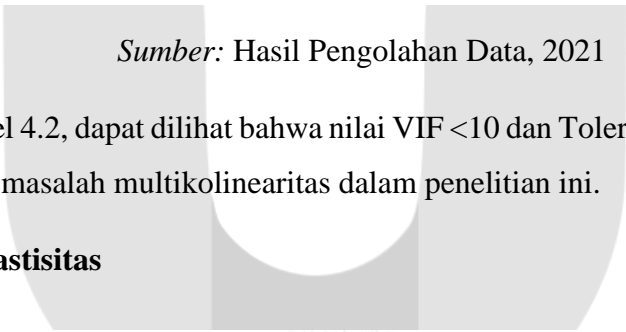 Sumber: Hasil Pengolahan Data, 2021
el 4.2, dapat dilihat bahwa nilai VIF <10 dan Toler
masalah multikolinearitas dalam penelitian ini.
astisitas